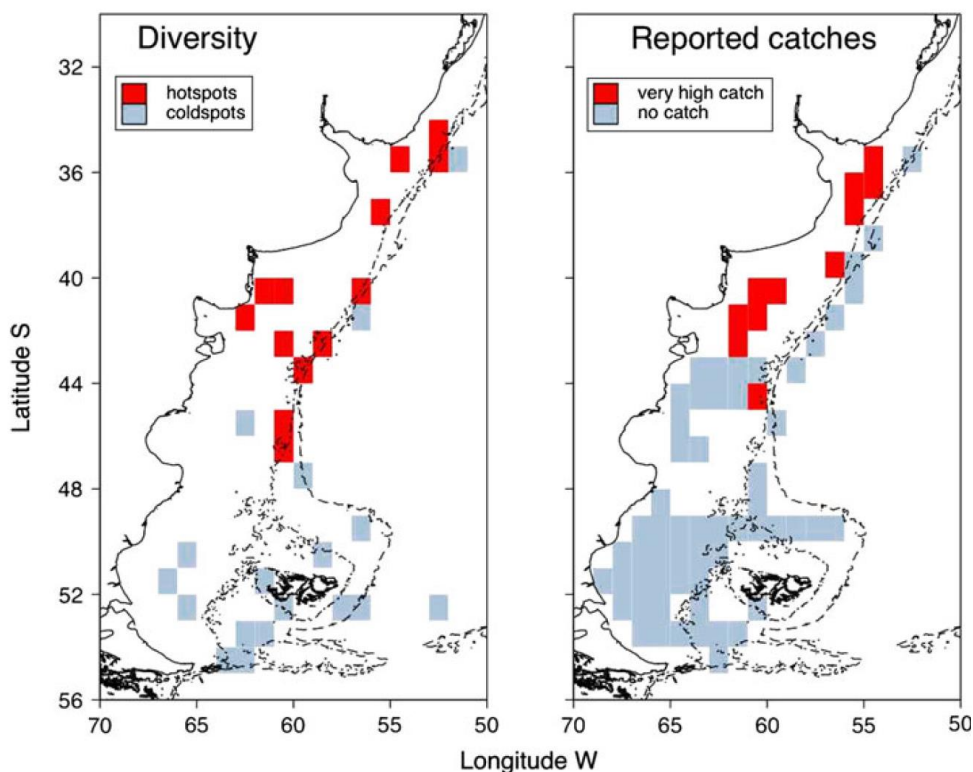 Diversity
hotspots
coldspots
Reported catches
very high catch
no catch
Latitude S
32
36
40
44
48
52
56
70
65
60
55
50
70
65
60
55
50
Longitude W